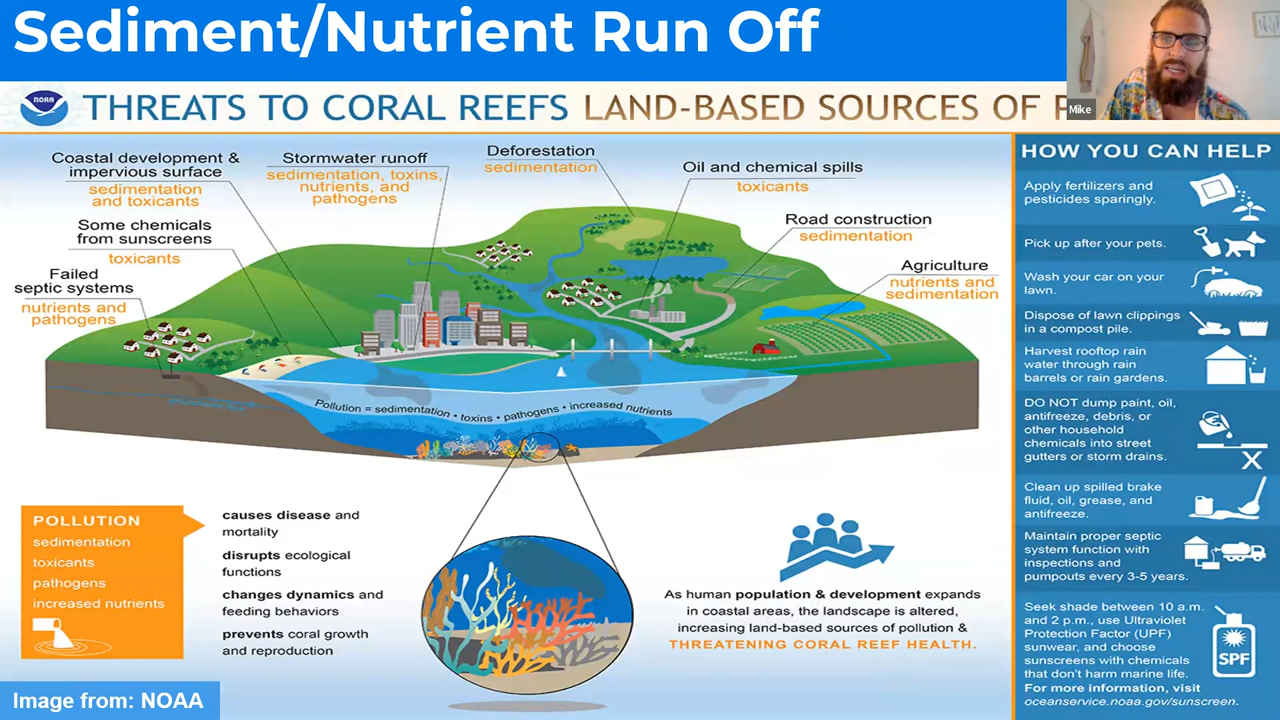 Sediment/Nutrient Run Off
Mike
NOAA
THREATS TO CORAL REEFS LAND-BASED SOURCES OF
Coastal development &
impervious surface
sedimentation
and toxicants
Stormwater runoff
sedimentation, toxins,
nutrients, and
pathogens
Deforestation
sedimentation
Oil and chemical spills
toxicants
Some chemicals
from sunscreens
toxicants
Road construction
sedimentation
Failed
septic systems
nutrients and
pathogens
Agriculture
nutrients and
sedimentation
Pollution = sedimentation • toxins • pathogens • increased nutrients
POLLUTION
sedimentation
toxicants
pathogens
increased nutrients
causes disease and
mortality
disrupts ecological
functions
changes dynamics and
feeding behaviors
prevents coral growth
and reproduction
As human population & development expands
in coastal areas, the landscape is altered,
increasing land-based sources of pollution &
THREATENING CORAL REEF HEALTH.
HOW YOU CAN HELP
Apply fertilizers and
pesticides sparingly.
Pick up after your pets.
Wash your car on your
lawn.
Dispose of lawn clippings
in a compost pile.
Harvest rooftop rain
water through rain
barrels or rain gardens.
DO NOT dump paint, oil,
antifreeze, debris, or
other household
chemicals into street
gutters or storm drains.
X
Clean up spilled brake
fluid, oil, grease, and
antifreeze.
Maintain proper septic
system function with
inspections and
pumpouts every 3-5 years.
Seek shade between 10 a.m.
and 2 p.m., use Ultraviolet
Protection Factor (UPF)
sunwear, and choose
sunscreens with chemicals
that don't harm marine life.
For more information, visit
oceanservice.noaa.gov/sunscreen.
SPF
Image from: NOAA